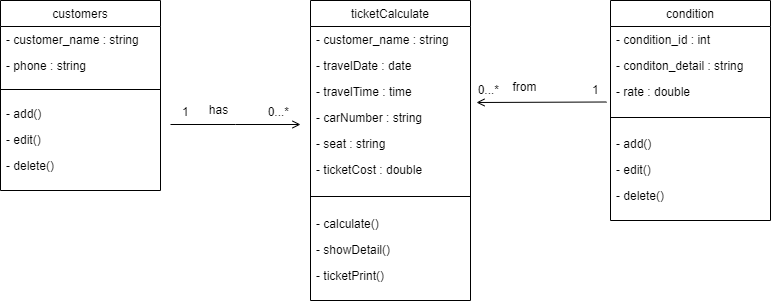 customers
- customer_name : string
- phone : string
- add()
- edit()
- delete()
1 has 0...*
ticketCalculate
- customer_name : string
- travelDate : date
- travelTime : time
- carNumber : string
- seat : string
- ticketCost : double
- calculate()
- showDetail()
- ticketPrint()
0...* from 1
condition
- condition_id : int
- conditon_detail : string
- rate : double
- add()
- edit()
- delete()